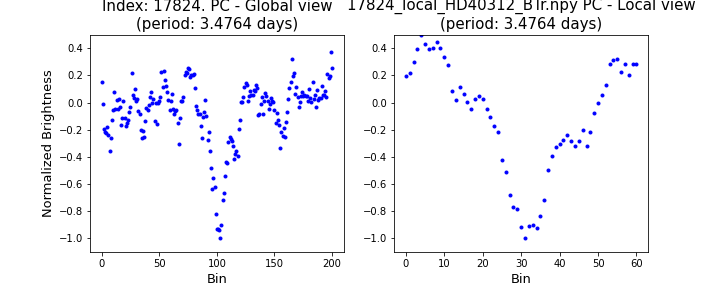 Index: 17824. PC - Global view
(period: 3.4764 days)
17824_local_HD40312_BTr.npy PC - Local view
(period: 3.4764 days)
Normalized Brightness
0.4
0.2
0.0
−0.2
−0.4
−0.6
−0.8
−1.0
0 50 100 150 200
Bin
0.4
0.2
0.0
−0.2
−0.4
−0.6
−0.8
−1.0
0 10 20 30 40 50 60
Bin